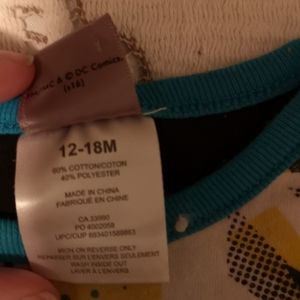 & © DC Comics.
(s16)
12-18M
60% COTTON/COTON
40% POLYESTER
MADE IN CHINA
FABRIQUÉ EN CHINE
CA 33990
PO 4002058
UPC/CUP 883401589863
IRON ON REVERSE ONLY
REPASSER SUR L'ENVERS SEULEMENT
WASH INSIDE OUT
LAVER À L'ENVERS